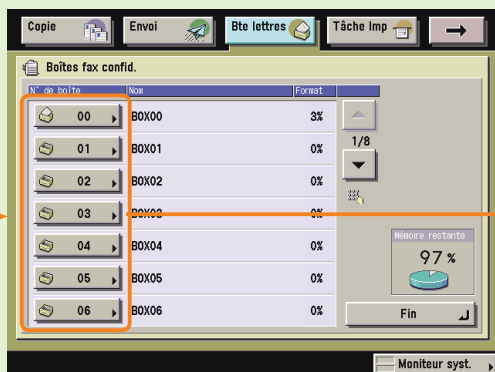 Copie Envoi Bte lettres Tâche Imp
Boîtes fax confid.
N° de boîte Nom Format
00 BOX00 3%
01 BOX01 0%
1/8
02 BOX02 0%
03 BOX03 0%
04 BOX04 0%
Mémoire restante
97 %
05 BOX05 0%
06 BOX06 0%
Fin
Moniteur syst.